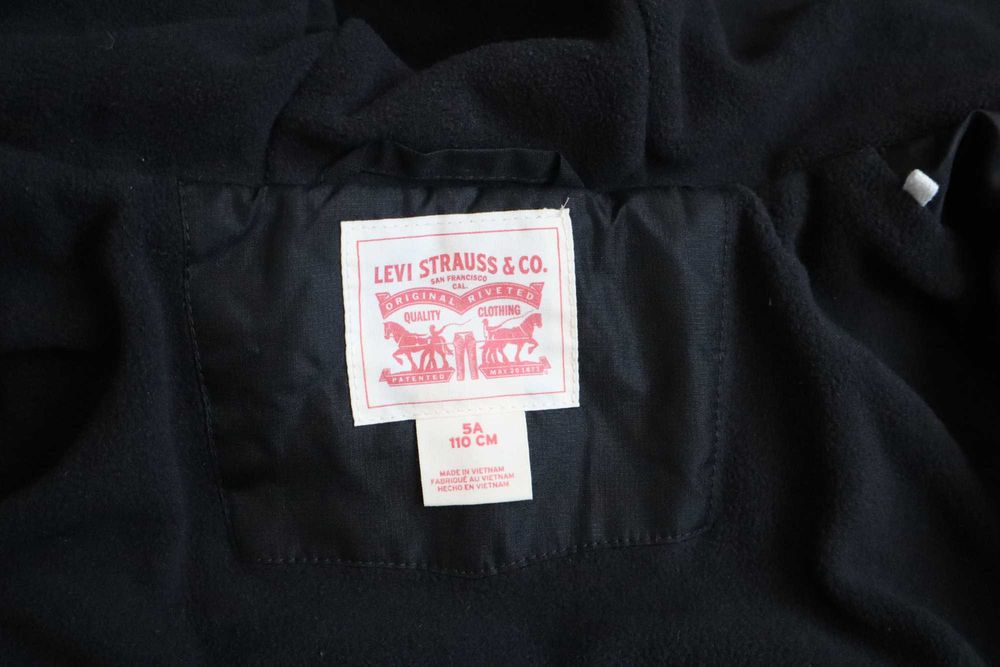 LEVI STRAUSS & CO.
SAN FRANCISCO
CAL.
ORIGINAL RIVETED
QUALITY CLOTHING
PATENTED MAY 20 1873
5A
110 CM
MADE IN VIETNAM
FABRIQUÉ AU VIETNAM
HECHO EN VIETNAM